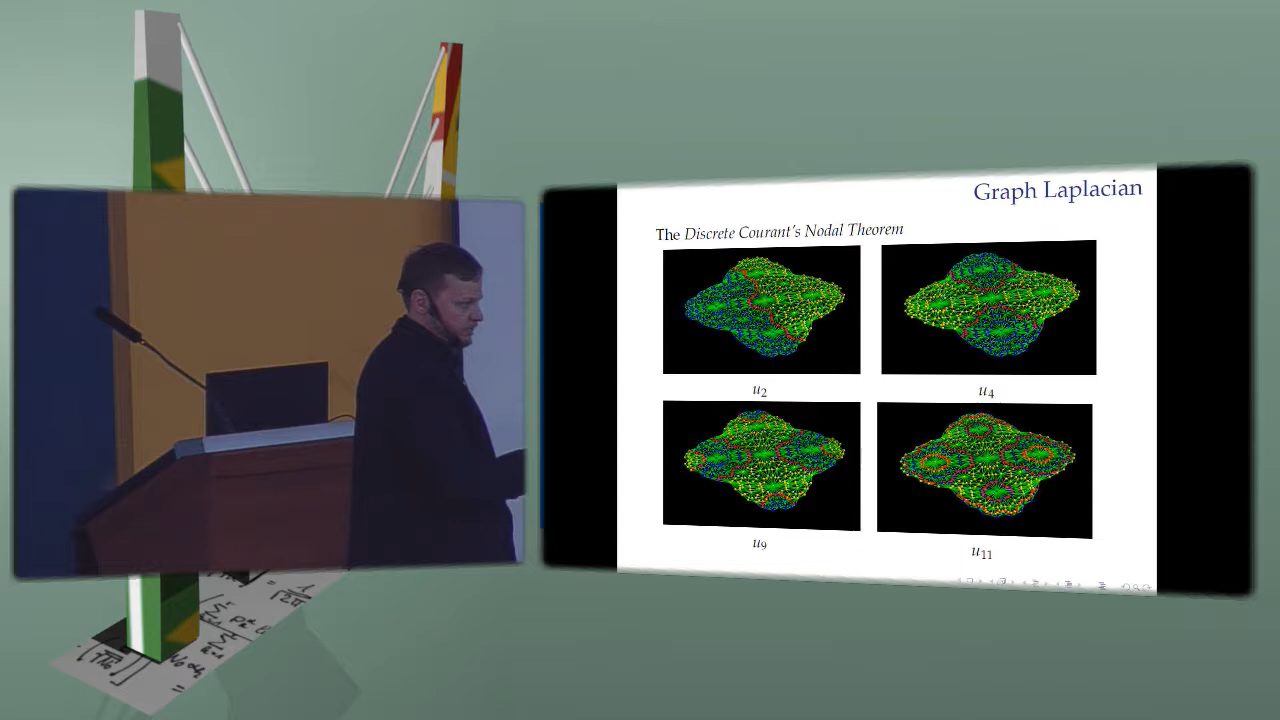 Graph Laplacian
The Discrete Courant's Nodal Theorem
u2
u4
u9
u11